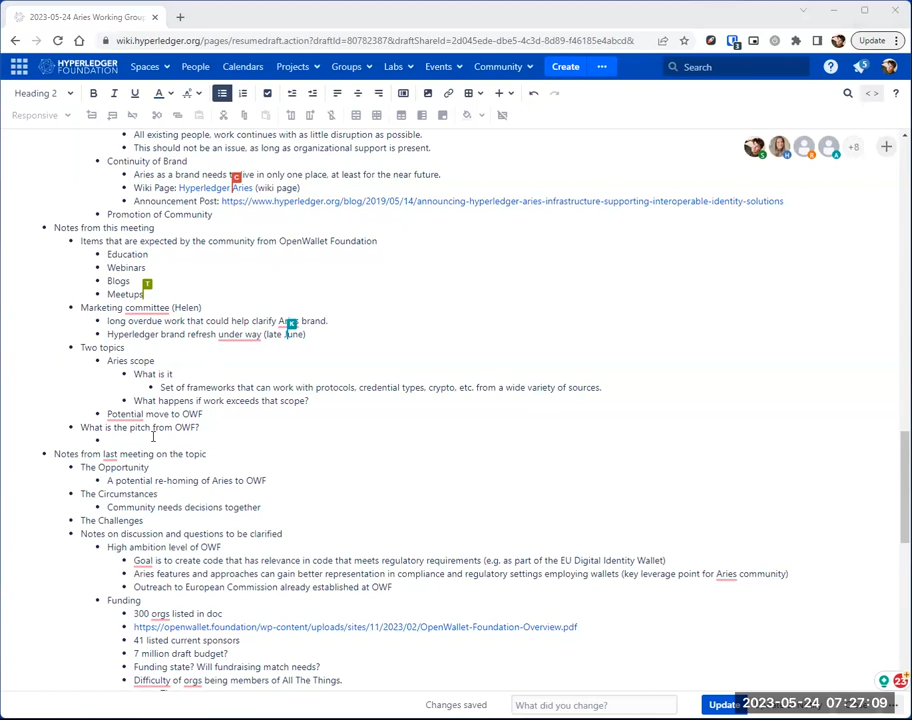 2023-05-24 Aries Working Grou
wiki.hyperledger.org/pages/resumedraft.action?draftId=80782387&draftShareId=2d045ede-dbe5-4c3d-8d89-f46185e4abcd&
Update
HYPERLEDGER FOUNDATION
Spaces
People
Calendars
Projects
Groups
Labs
Events
Community
Create
Search
Heading 2
B I U A
Responsive
All existing people, work continues with as little disruption as possible.
This should not be an issue, as long as organizational support is present.
+8
Continuity of Brand
Aries as a brand needs to live in only one place, at least for the near future.
Wiki Page: Hyperledger Aries (wiki page)
Announcement Post: https://www.hyperledger.org/blog/2019/05/14/announcing-hyperledger-aries-infrastructure-supporting-interoperable-identity-solutions
Promotion of Community
Notes from this meeting
Items that are expected by the community from OpenWallet Foundation
Education
Webinars
Blogs
Meetups
Marketing committee (Helen)
long overdue work that could help clarify Aries brand.
Hyperledger brand refresh under way (late June)
Two topics
Aries scope
What is it
Set of frameworks that can work with protocols, credential types, crypto, etc. from a wide variety of sources.
What happens if work exceeds that scope?
Potential move to OWF
What is the pitch from OWF?
Notes from last meeting on the topic
The Opportunity
A potential re-homing of Aries to OWF
The Circumstances
Community needs decisions together
The Challenges
Notes on discussion and questions to be clarified
High ambition level of OWF
Goal is to create code that has relevance in code that meets regulatory requirements (e.g. as part of the EU Digital Identity Wallet)
Aries features and approaches can gain better representation in compliance and regulatory settings employing wallets (key leverage point for Aries community)
Outreach to European Commission already established at OWF
Funding
300 orgs listed in doc
https://openwallet.foundation/wp-content/uploads/sites/11/2023/02/OpenWallet-Foundation-Overview.pdf
41 listed current sponsors
7 million draft budget?
Funding state? Will fundraising match needs?
Difficulty of orgs being members of All The Things.
23
Changes saved
What did you change?
Update
2023-05-24 07:27:09